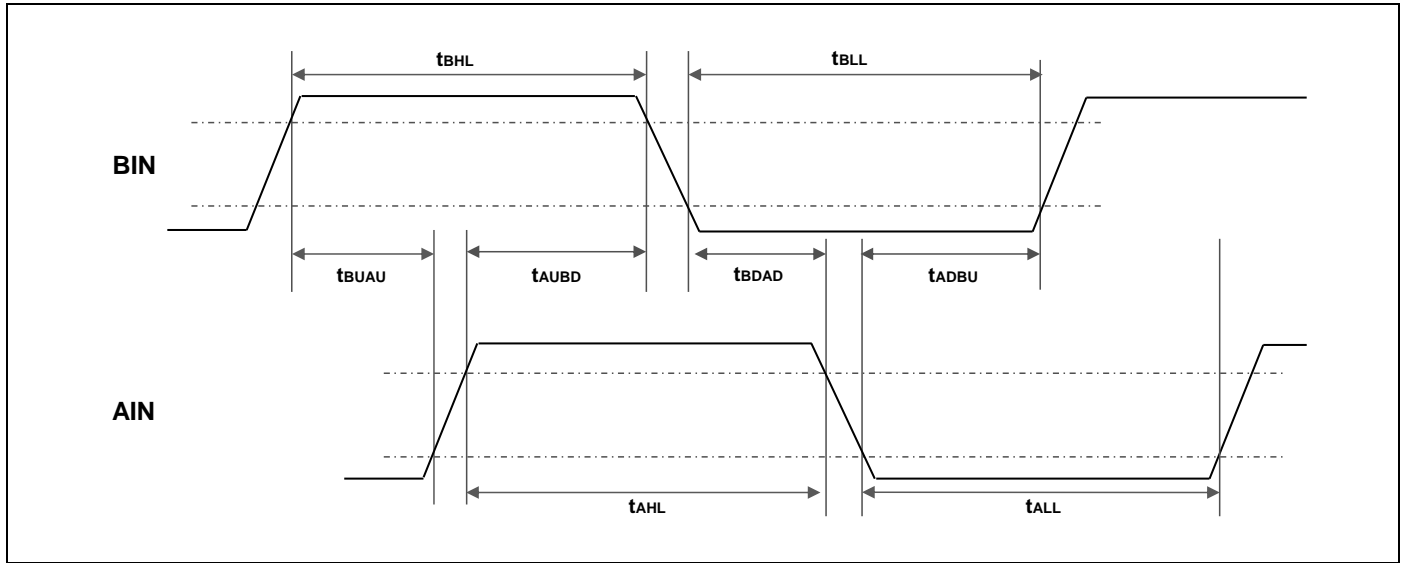 tBHL
tBLL
BIN
tBUAU
tAUBD
tBDAD
tADBU
AIN
tAHL
tALL